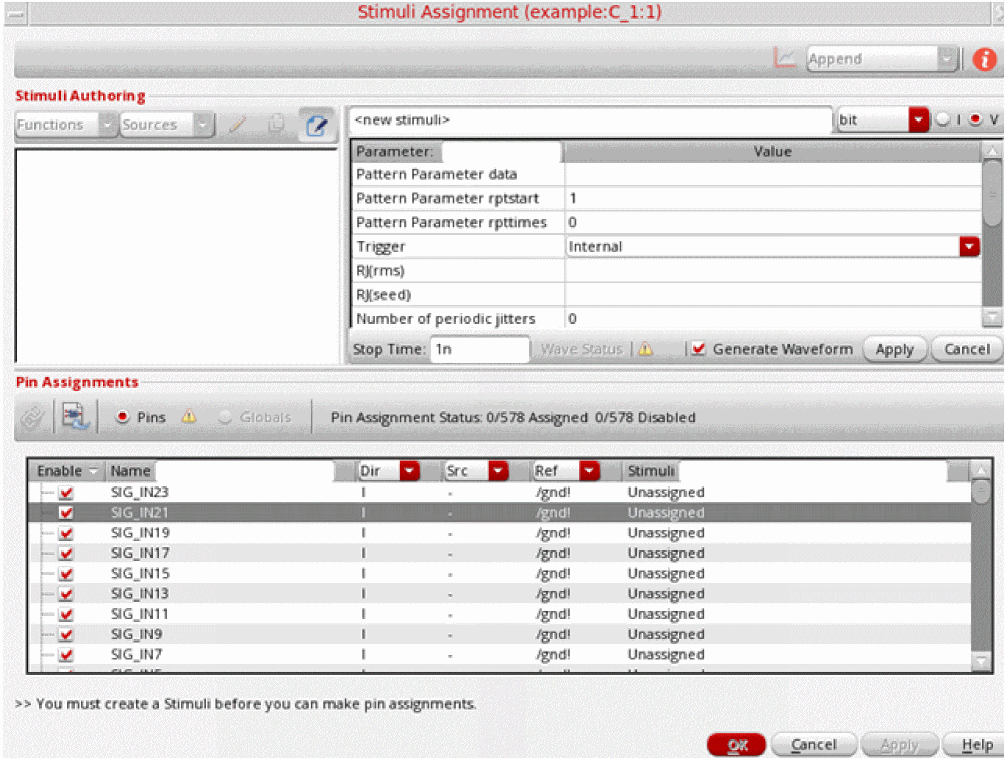 Stimuli Assignment (example:C_1:1)
Append
Stimuli Authoring
Functions Sources
<new stimuli> bit I V
Parameter: Value
Pattern Parameter data
Pattern Parameter rptstart 1
Pattern Parameter rpttimes 0
Trigger Internal
RJ(rms)
RJ(seed)
Number of periodic jitters 0
Stop Time: 1n Wave Status Generate Waveform Apply Cancel
Pin Assignments
Pins Globals Pin Assignment Status: 0/578 Assigned 0/578 Disabled
Enable Name Dir Src Ref Stimuli
SIG_IN23 I - /gnd! Unassigned
SIG_IN21 I - /gnd! Unassigned
SIG_IN19 I - /gnd! Unassigned
SIG_IN17 I - /gnd! Unassigned
SIG_IN15 I - /gnd! Unassigned
SIG_IN13 I - /gnd! Unassigned
SIG_IN11 I - /gnd! Unassigned
SIG_IN9 I - /gnd! Unassigned
SIG_IN7 I - /gnd! Unassigned
>> You must create a Stimuli before you can make pin assignments.
OK Cancel Apply Help